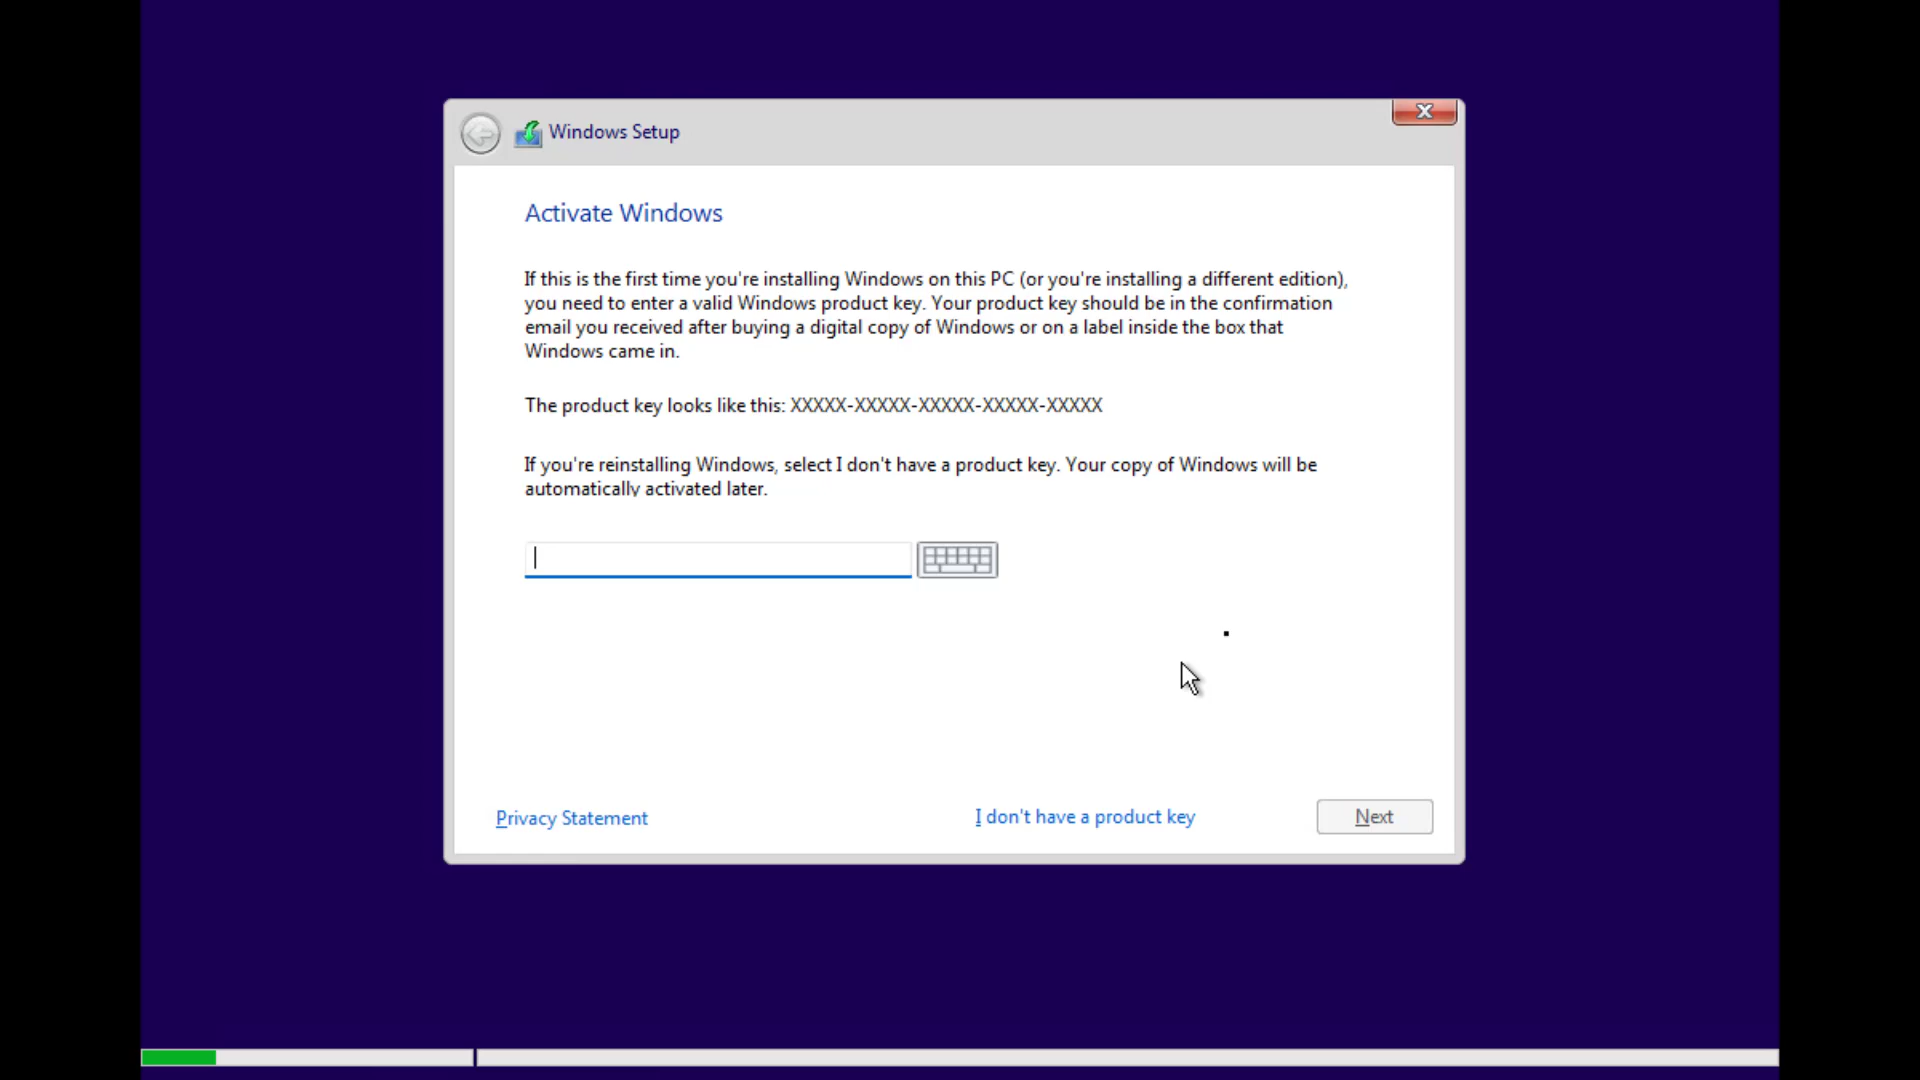 Windows Setup
Activate Windows
If this is the first time you're installing Windows on this PC (or you're installing a different edition),
you need to enter a valid Windows product key. Your product key should be in the confirmation
email you received after buying a digital copy of Windows or on a label inside the box that
Windows came in.
The product key looks like this: XXXXX-XXXXX-XXXXX-XXXXX-XXXXX
If you're reinstalling Windows, select I don't have a product key. Your copy of Windows will be
automatically activated later.
Privacy Statement
I don't have a product key
Next